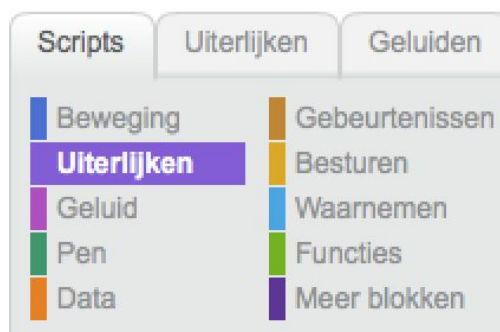 Scripts Uiterlijken Geluiden
Beweging Gebeurtenissen
Uiterlijken Besturen
Geluid Waarnemen
Pen Functies
Data Meer blokken